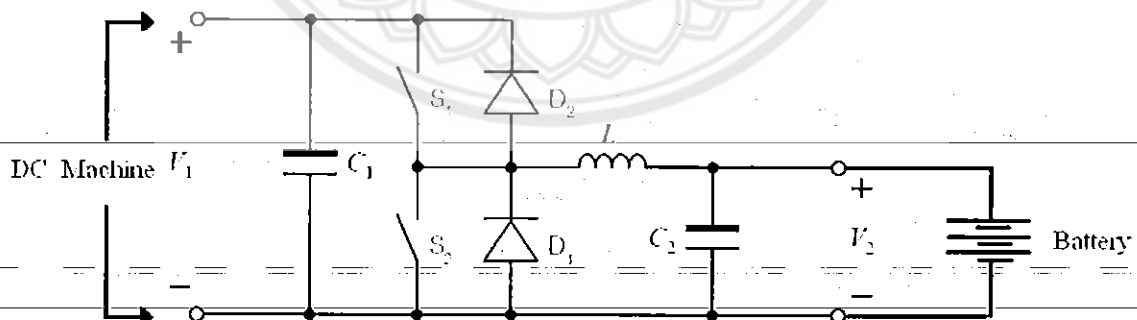 +
S₁
D₂
L
DC Machine
V₁
C₁
+
S₂
D₁
C₂
V₂
Battery
−
−